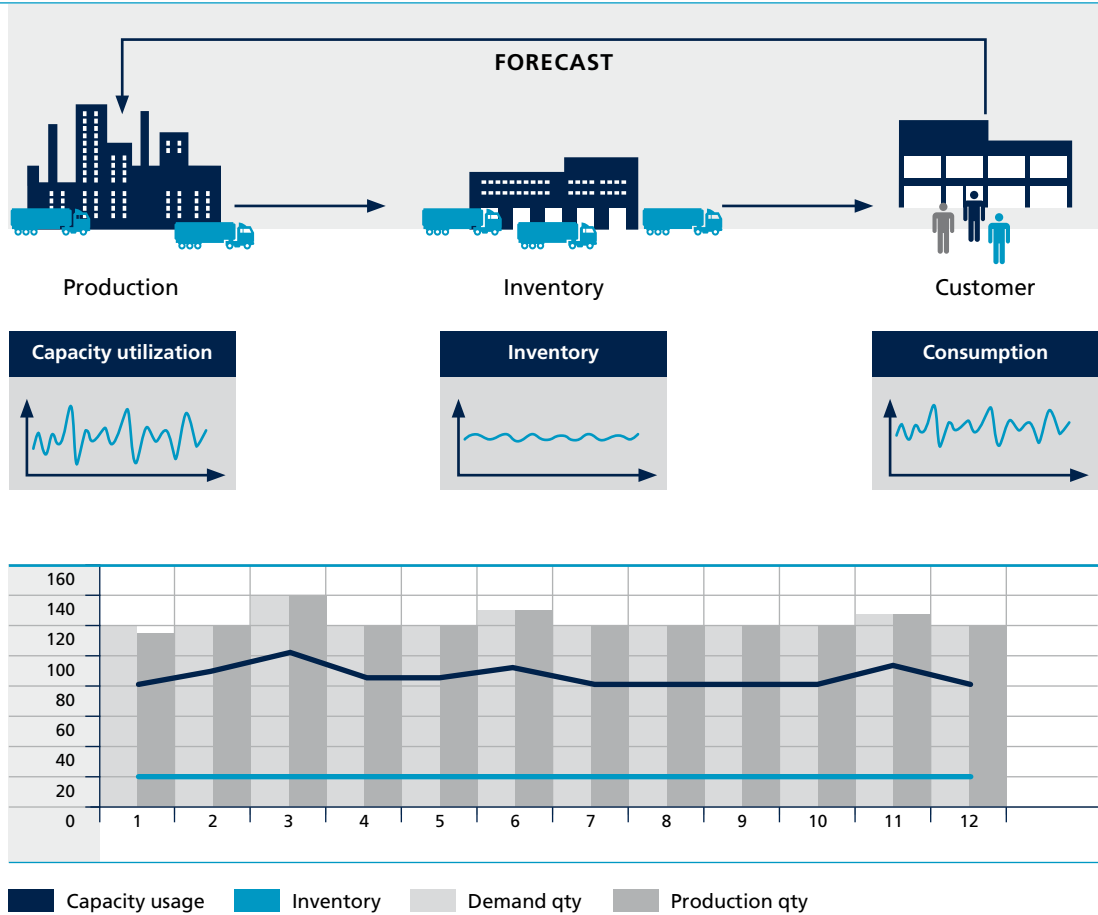 FORECAST
Production Inventory Customer
Capacity utilization Inventory Consumption
160
140
120
100
80
60
40
20
0 1 2 3 4 5 6 7 8 9 10 11 12
Capacity usage Inventory Demand qty Production qty